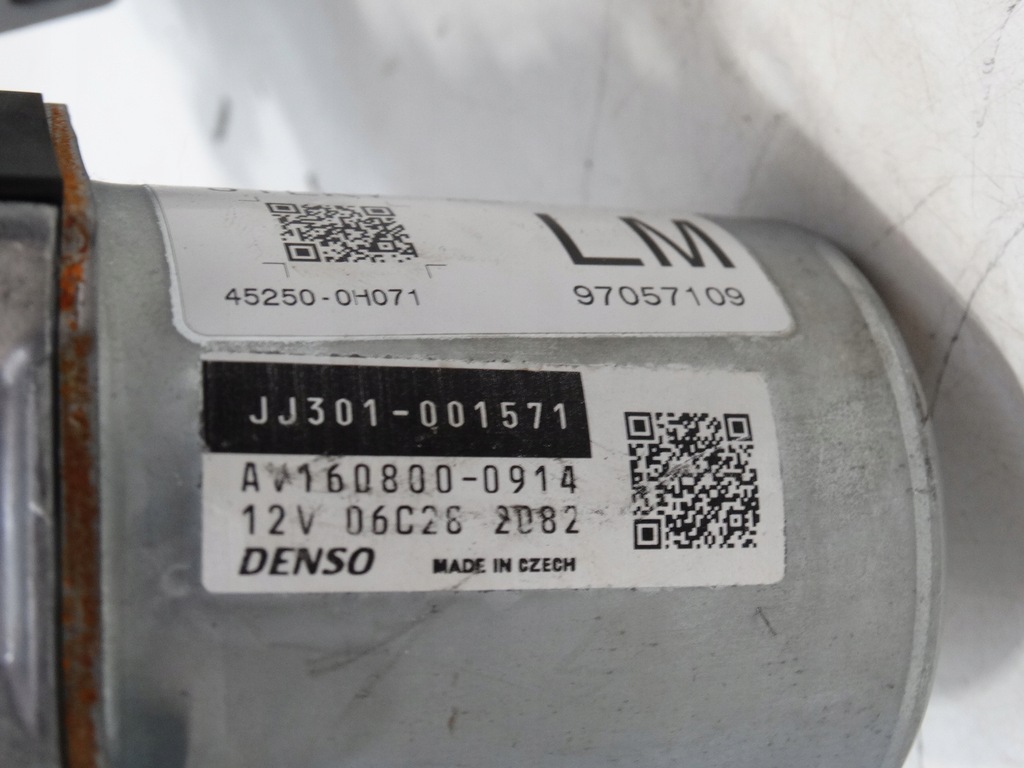 LM
45250-0H071 97057109
JJ301-001571
AV160800-0914
12V 06C28 2D82
DENSO MADE IN CZECH